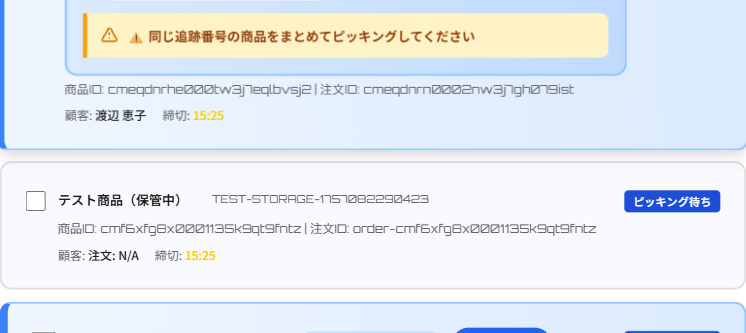 ⚠ ⚠ 同じ追跡番号の商品をまとめてピッキングしてください
商品ID: cmeqdnrhe000tw3j7eqlbvsj2 | 注文ID: cmeqdnrn0002nw3j7gh079ist
顧客: 渡辺 恵子 締切: 15:25
テスト商品（保管中） TEST-STORAGE-1757082290423 ピッキング待ち
商品ID: cmf6xfg8x0001135k9qt9fntz | 注文ID: order-cmf6xfg8x0001135k9qt9fntz
顧客: 注文: N/A 締切: 15:25